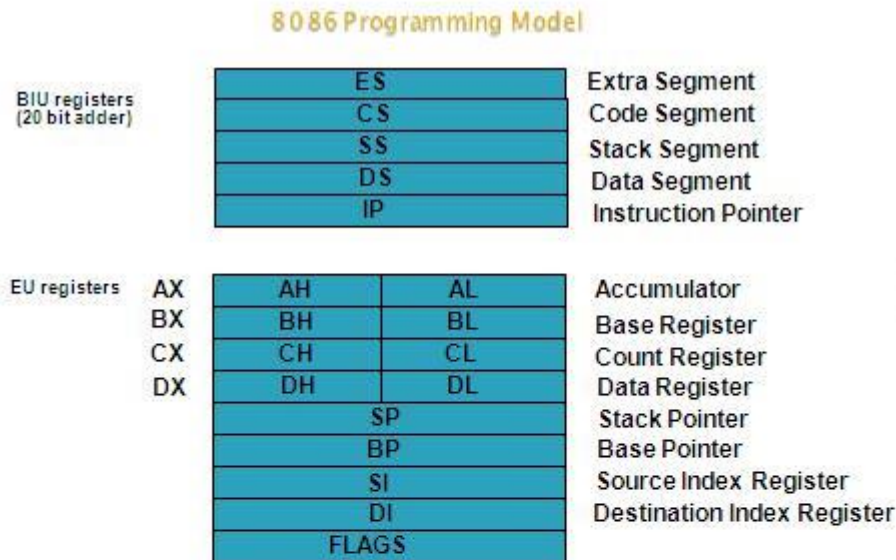 8086 Programming Model
BIU registers
(20 bit adder)
ES Extra Segment
CS Code Segment
SS Stack Segment
DS Data Segment
IP Instruction Pointer
EU registers AX AH AL Accumulator
BX BH BL Base Register
CX CH CL Count Register
DX DH DL Data Register
SP Stack Pointer
BP Base Pointer
SI Source Index Register
DI Destination Index Register
FLAGS